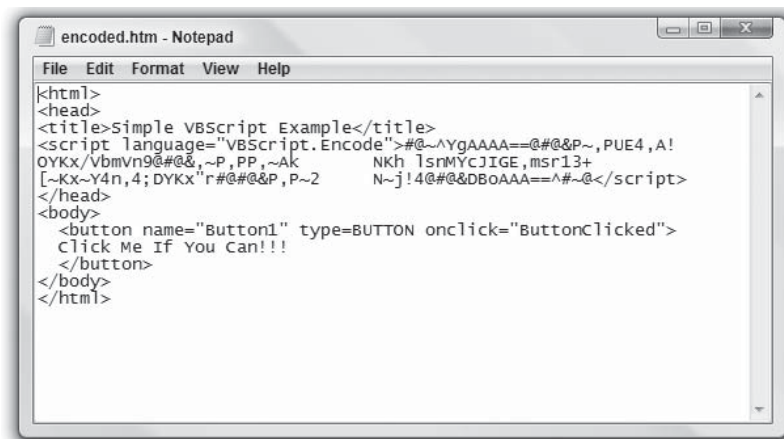 encoded.htm - Notepad
File Edit Format View Help
<html>
<head>
<title>Simple VBScript Example</title>
<script language="VBScript.Encode">#@~^YgAAAA==@#@&P~,PUE4,A!
OYKx/VbmVn9@#@&,~P,PP,~Ak      NKh lsnMYcJIGE,msr13+
[~Kx~Y4n,4;DYKx"r#@#@&P,P~2      N~j!4@#@&DBoAAA==^#~@</script>
</head>
<body>
  <button name="Button1" type=BUTTON onclick="ButtonClicked">
  Click Me If You Can!!!
  </button>
</body>
</html>